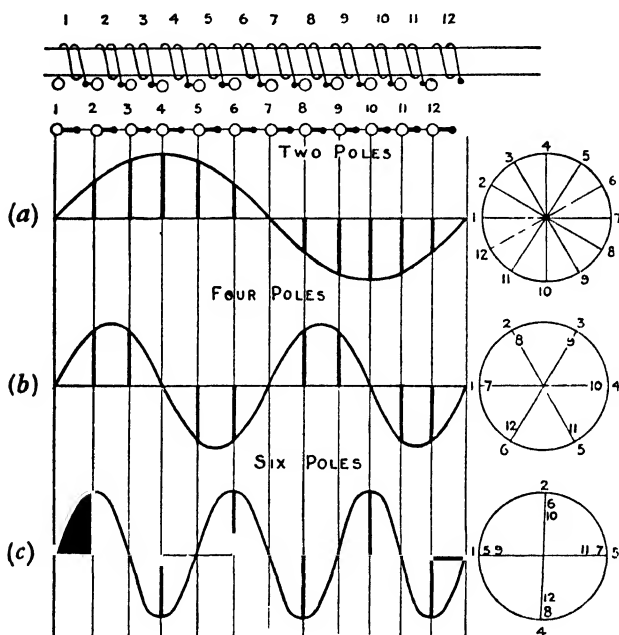 1 2 3 4 5 6 7 8 9 10 11 12
1 2 3 4 5 6 7 8 9 10 11 12
TWO POLES
(a)
1 2 3 4 5 6 7 8 9 10 11 12
FOUR POLES
(b)
2 3
8 9
1 7 10 4
12 11
6 5
SIX POLES
(c)
2
6
10
1 5 9 11 7 5
12
8
4